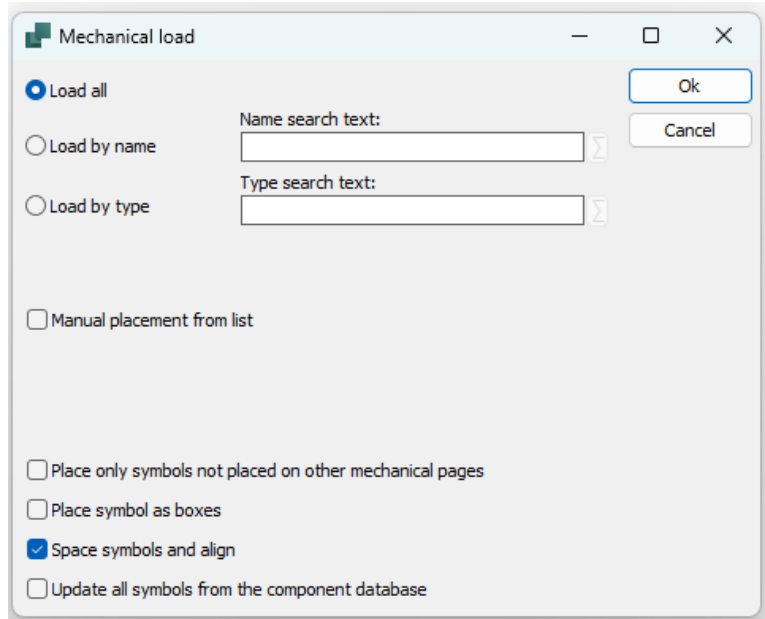 Mechanical load
Load all
Ok
Name search text:
Cancel
Load by name
Type search text:
Load by type
Manual placement from list
Place only symbols not placed on other mechanical pages
Place symbol as boxes
Space symbols and align
Update all symbols from the component database